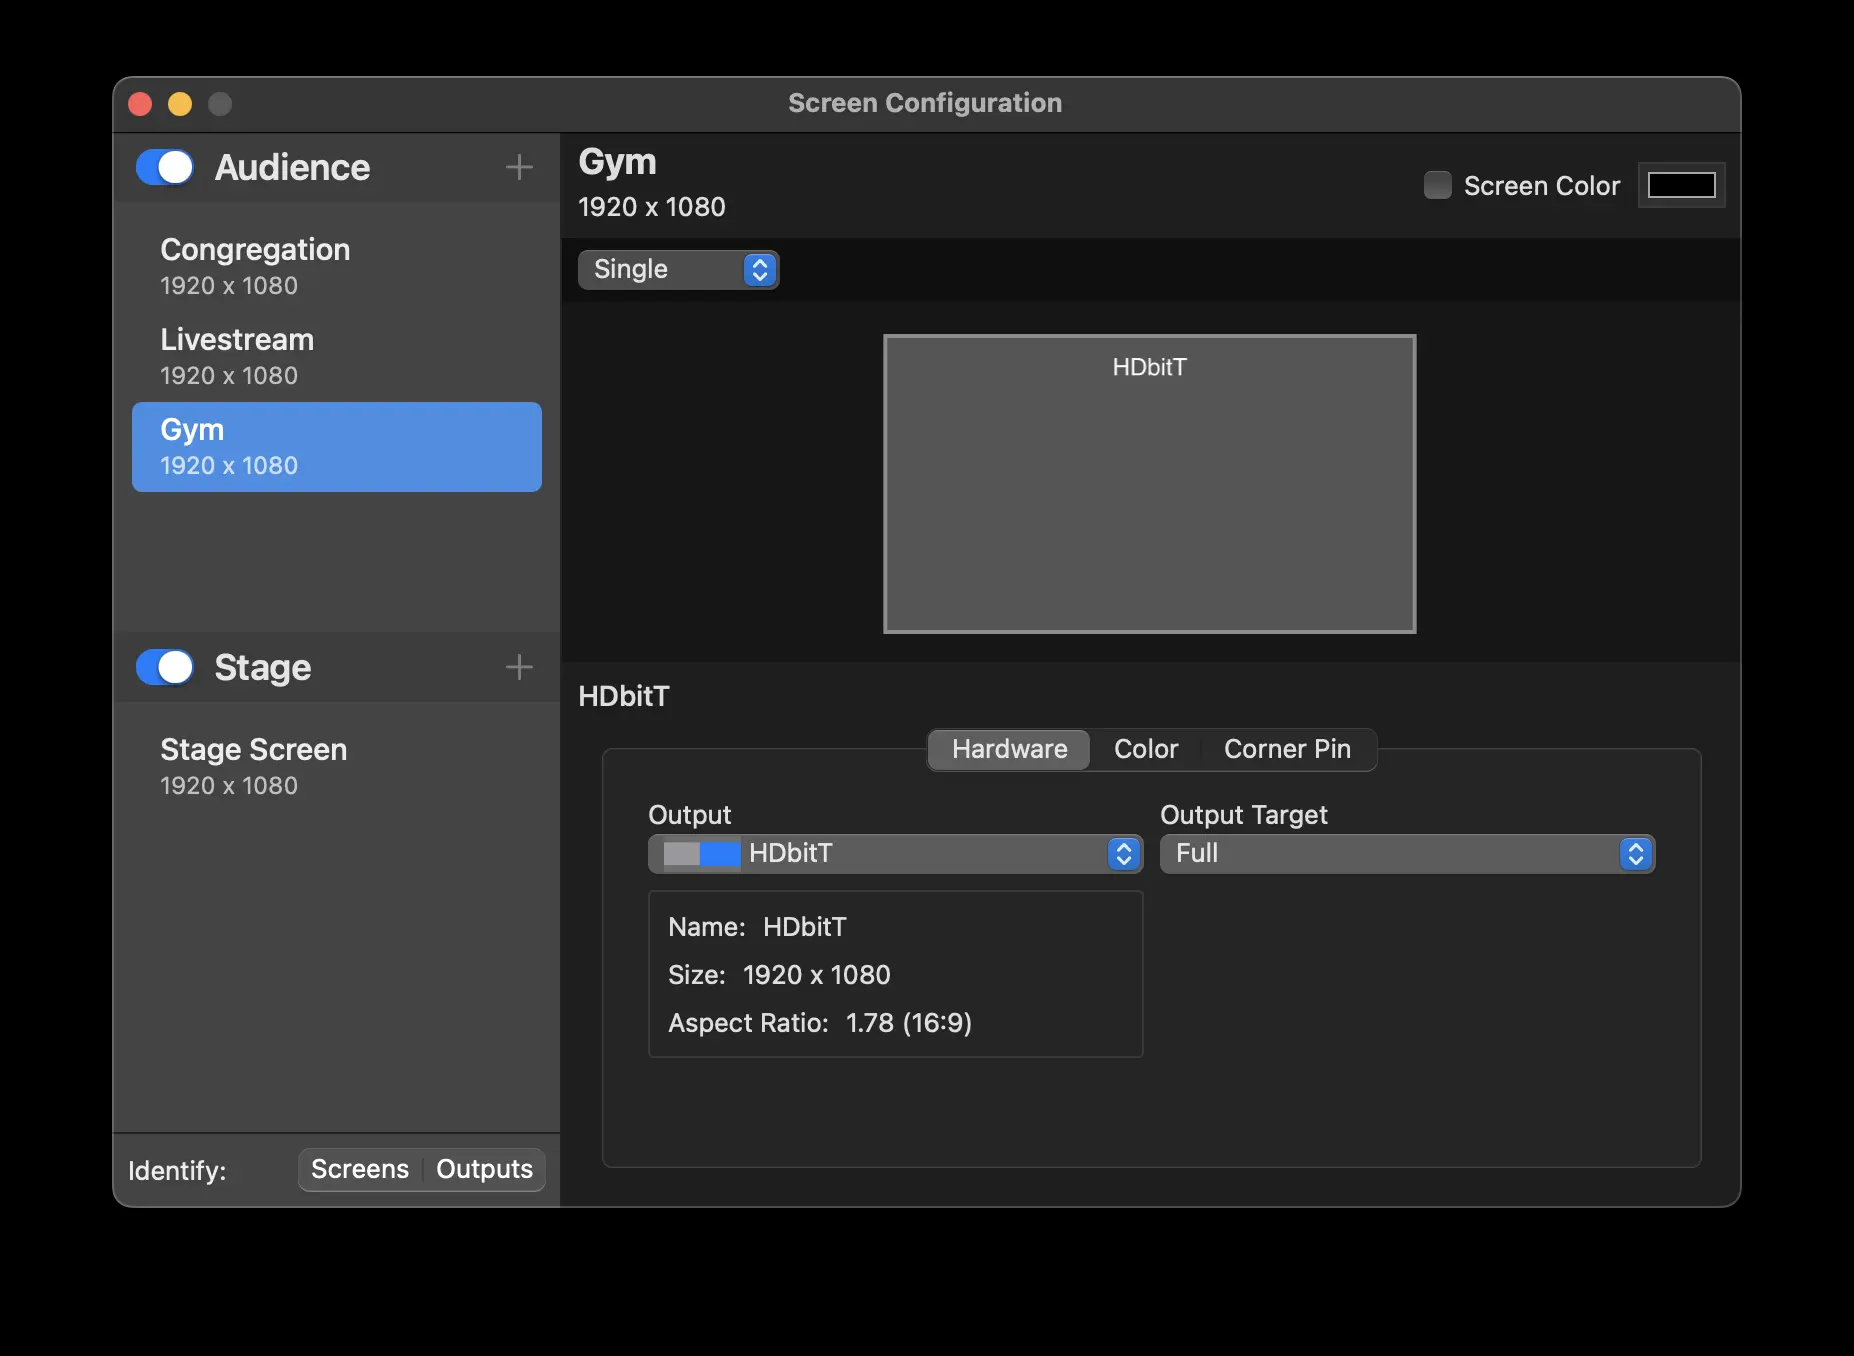 Screen Configuration
Audience
Congregation
1920 x 1080
Livestream
1920 x 1080
Gym
1920 x 1080
Stage
Stage Screen
1920 x 1080
Identify: Screens Outputs
Gym
1920 x 1080
Screen Color
Single
HDbitT
HDbitT
Hardware Color Corner Pin
Output Output Target
HDbitT Full
Name: HDbitT
Size: 1920 x 1080
Aspect Ratio: 1.78 (16:9)